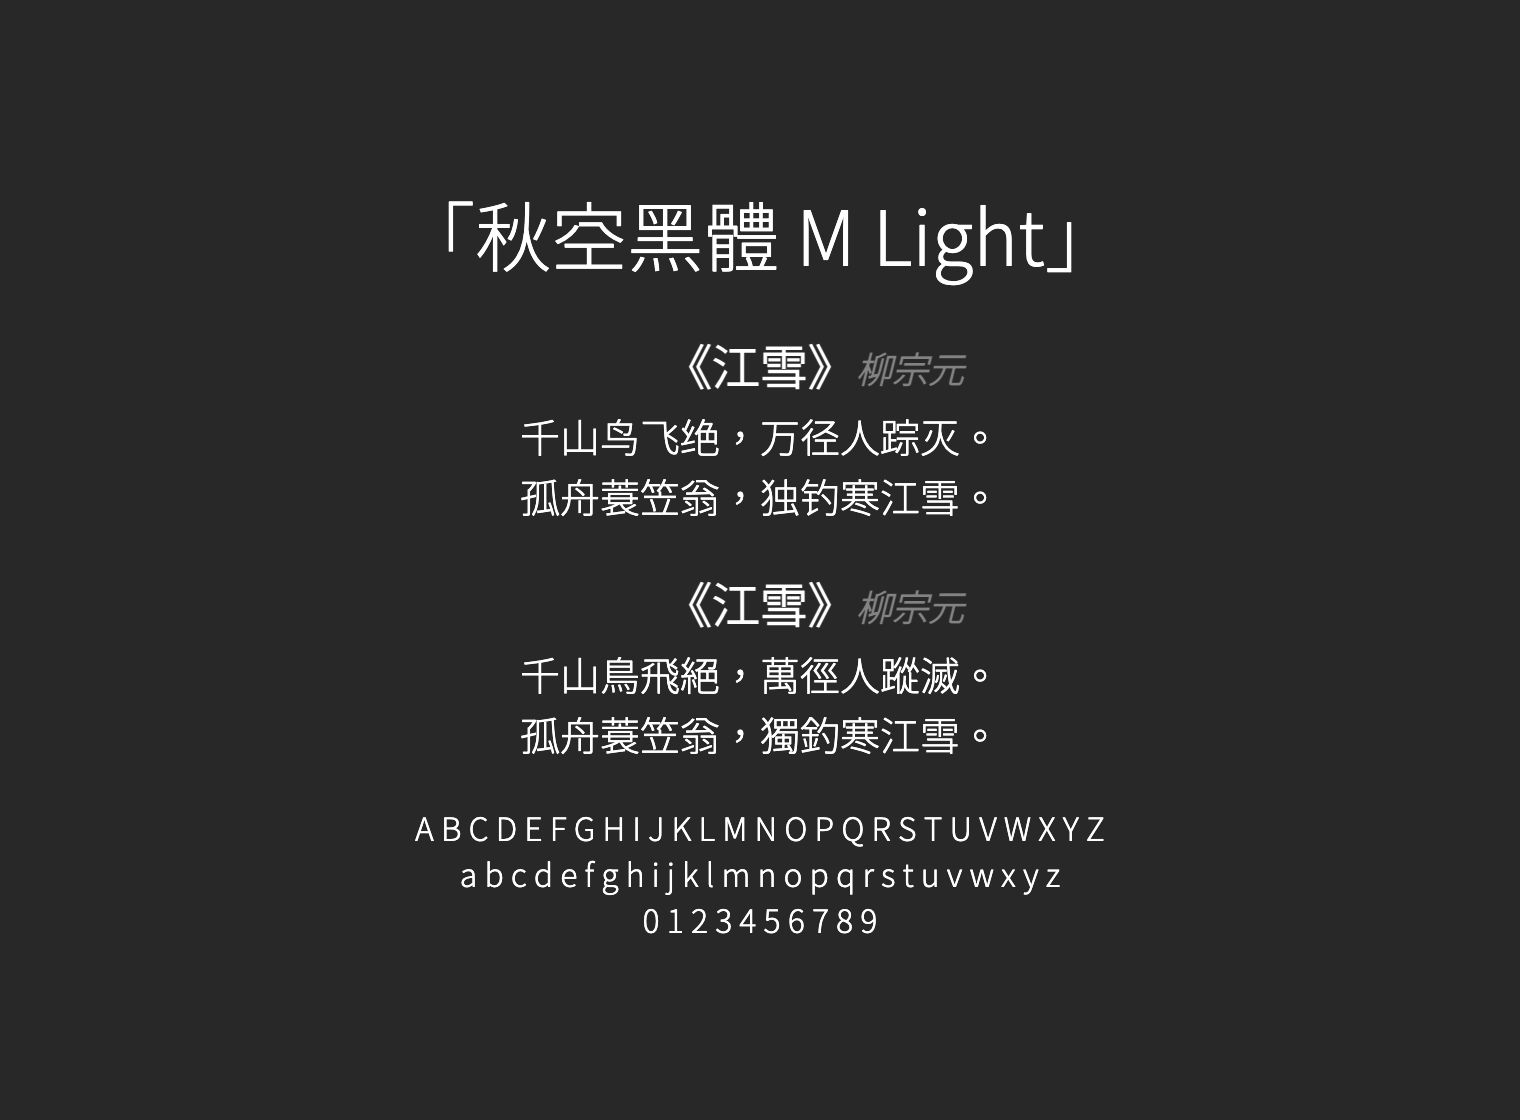 「秋空黑體 M Light」
《江雪》 柳宗元
千山鸟飞绝，万径人踪灭。
孤舟蓑笠翁，独钓寒江雪。
《江雪》 柳宗元
千山鳥飛絕，萬徑人蹤滅。
孤舟蓑笠翁，獨釣寒江雪。
A B C D E F G H I J K L M N O P Q R S T U V W X Y Z
a b c d e f g h i j k l m n o p q r s t u v w x y z
0 1 2 3 4 5 6 7 8 9